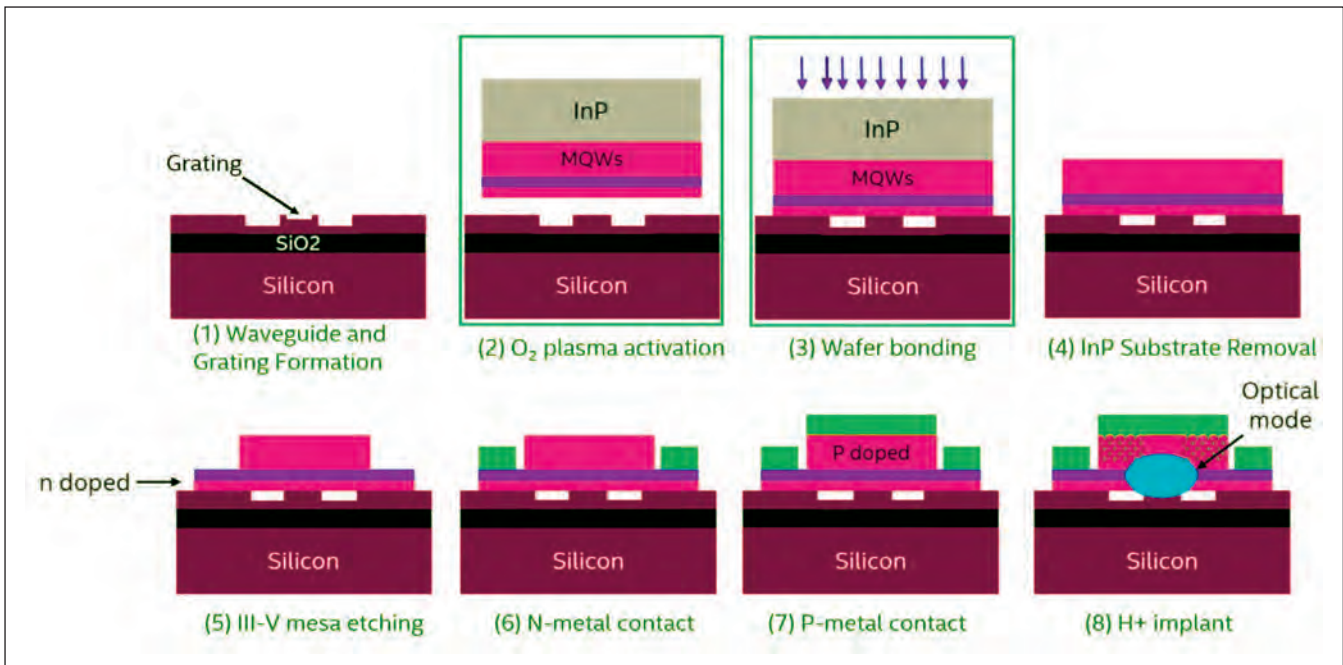 Grating
SiO2
Silicon
(1) Waveguide and
Grating Formation
InP
MQWs
Silicon
(2) O₂ plasma activation
InP
MQWs
Silicon
(3) Wafer bonding
Silicon
(4) InP Substrate Removal
n doped
Silicon
(5) III-V mesa etching
Silicon
(6) N-metal contact
P doped
Silicon
(7) P-metal contact
Optical
mode
Silicon
(8) H+ implant